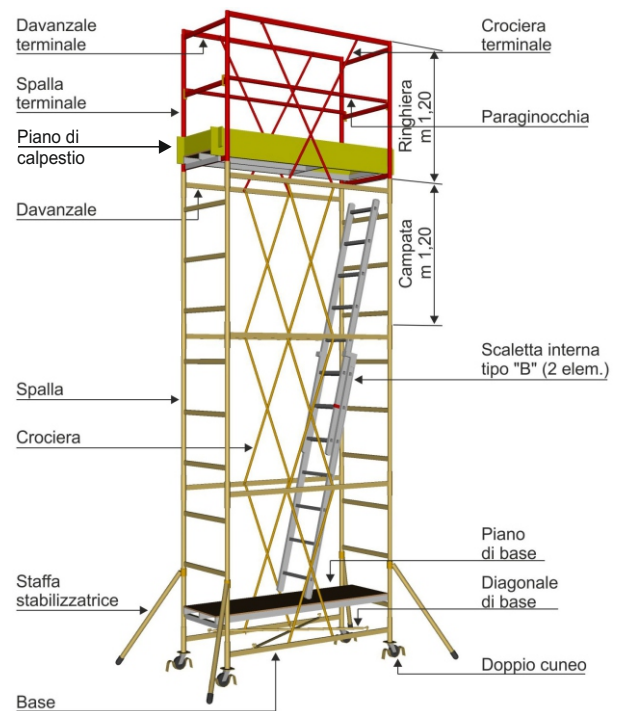 Davanzale
terminale
Crociera
terminale
Spalla
terminale
Ringhiera
m 1,20
Paraginocchia
Piano di
calpestio
Davanzale
Campata
m 1,20
Scaletta interna
tipo "B" (2 elem.)
Spalla
Crociera
Piano
di base
Staffa
stabilizzatrice
Diagonale
di base
Doppio cuneo
Base